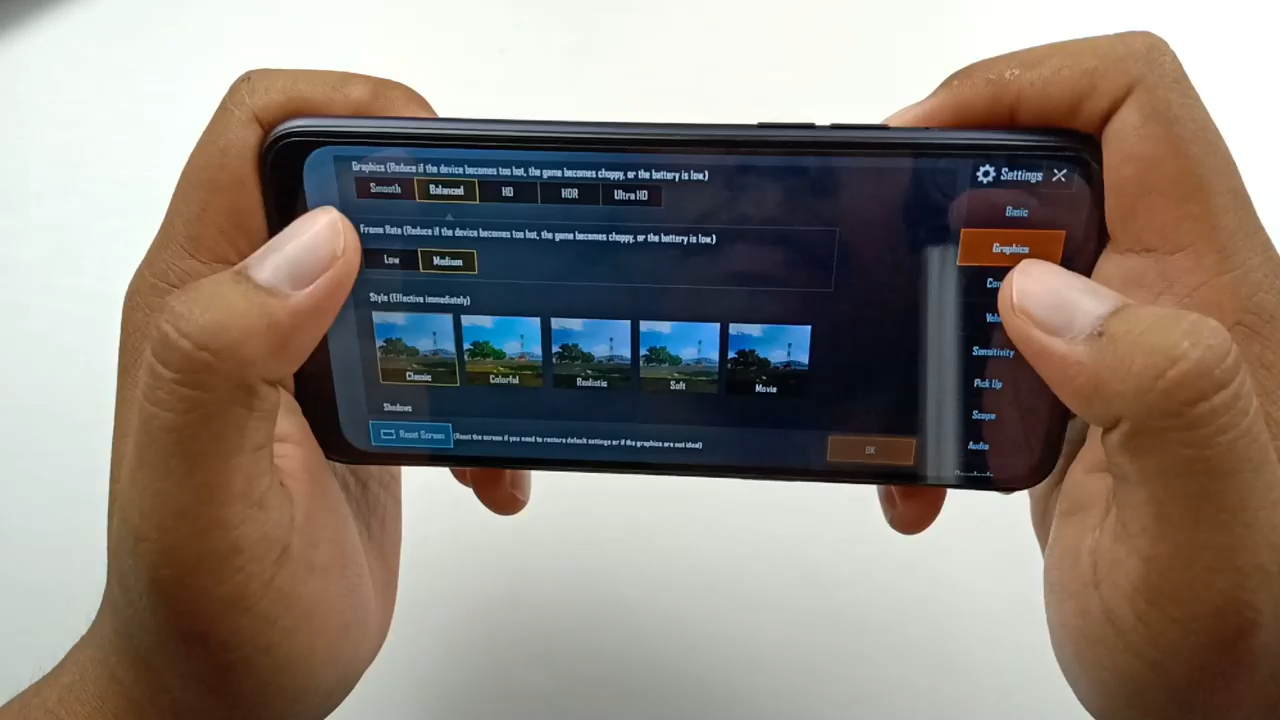 Graphics (Reduce if the device becomes too hot, the game becomes choppy, or the battery is low.)
Smooth Balanced HD HDR Ultra HD
Frame Rate (Reduce if the device becomes too hot, the game becomes choppy, or the battery is low.)
Low Medium
Style (Effective immediately)
Classic Colorful Realistic Soft Movie
Shadows
Reset Screen (Reset the screen if you need to restore default settings or if the graphics are not ideal)
OK
Settings
Basic
Graphics
Sensitivity
Pick Up
Scope
Audio